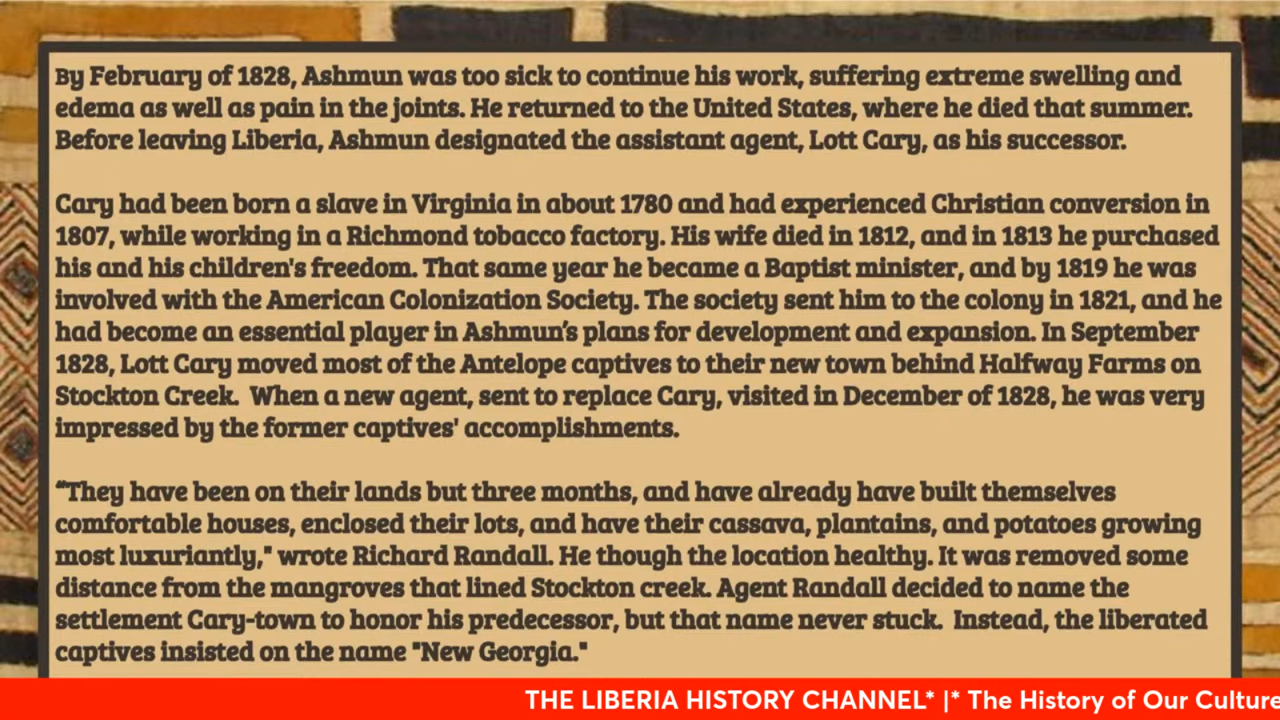 By February of 1828, Ashmun was too sick to continue his work, suffering extreme swelling and
edema as well as pain in the joints. He returned to the United States, where he died that summer.
Before leaving Liberia, Ashmun designated the assistant agent, Lott Cary, as his successor.
Cary had been born a slave in Virginia in about 1780 and had experienced Christian conversion in
1807, while working in a Richmond tobacco factory. His wife died in 1812, and in 1813 he purchased
his and his children's freedom. That same year he became a Baptist minister, and by 1819 he was
involved with the American Colonization Society. The society sent him to the colony in 1821, and he
had become an essential player in Ashmun’s plans for development and expansion. In September
1828, Lott Cary moved most of the Antelope captives to their new town behind Halfway Farms on
Stockton Creek.  When a new agent, sent to replace Cary, visited in December of 1828, he was very
impressed by the former captives' accomplishments.
“They have been on their lands but three months, and have already have built themselves
comfortable houses, enclosed their lots, and have their cassava, plantains, and potatoes growing
most luxuriantly," wrote Richard Randall. He though the location healthy. It was removed some
distance from the mangroves that lined Stockton creek. Agent Randall decided to name the
settlement Cary-town to honor his predecessor, but that name never stuck.  Instead, the liberated
captives insisted on the name "New Georgia."
THE LIBERIA HISTORY CHANNEL* |* The History of Our Culture